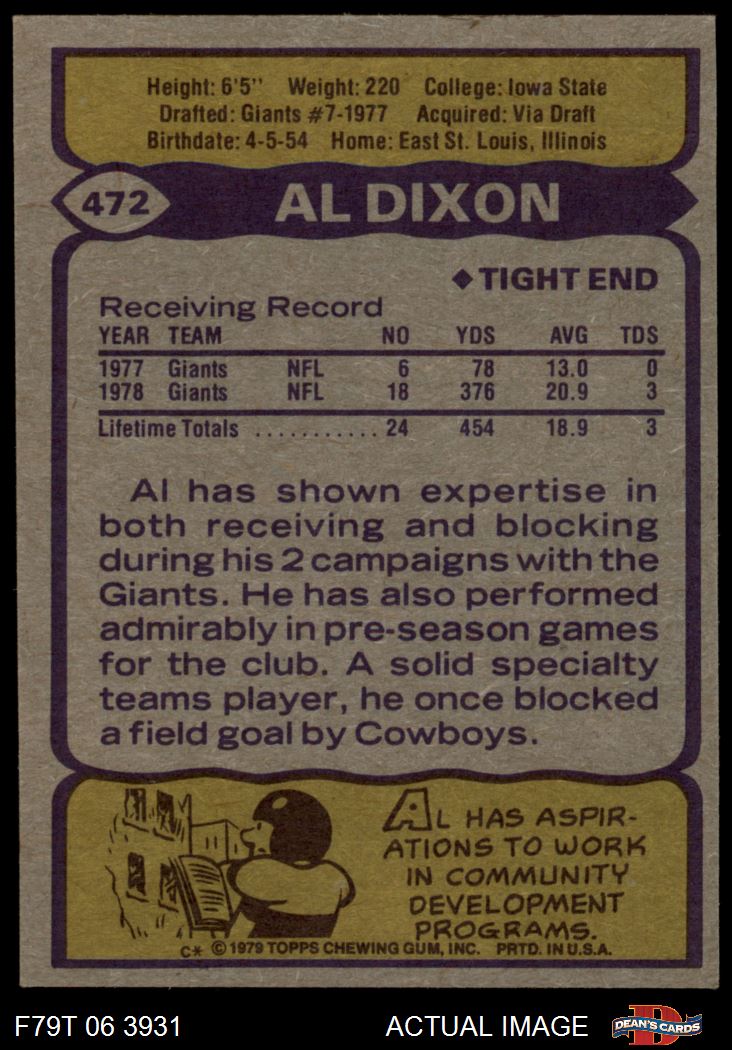 Height: 6'5'' Weight: 220 College: Iowa State
Drafted: Giants #7-1977 Acquired: Via Draft
Birthdate: 4-5-54 Home: East St. Louis, Illinois
472 AL DIXON
◆ TIGHT END
Receiving Record
YEAR TEAM NO YDS AVG TDS
1977 Giants NFL 6 78 13.0 0
1978 Giants NFL 18 376 20.9 3
Lifetime Totals ........... 24 454 18.9 3
Al has shown expertise in
both receiving and blocking
during his 2 campaigns with the
Giants. He has also performed
admirably in pre-season games
for the club. A solid specialty
teams player, he once blocked
a field goal by Cowboys.
AL HAS ASPIR-
ATIONS TO WORK
IN COMMUNITY
DEVELOPMENT
PROGRAMS.
C* © 1979 TOPPS CHEWING GUM, INC. PRTD. IN U.S.A.
F79T 06 3931 ACTUAL IMAGE D DEAN'S CARDS